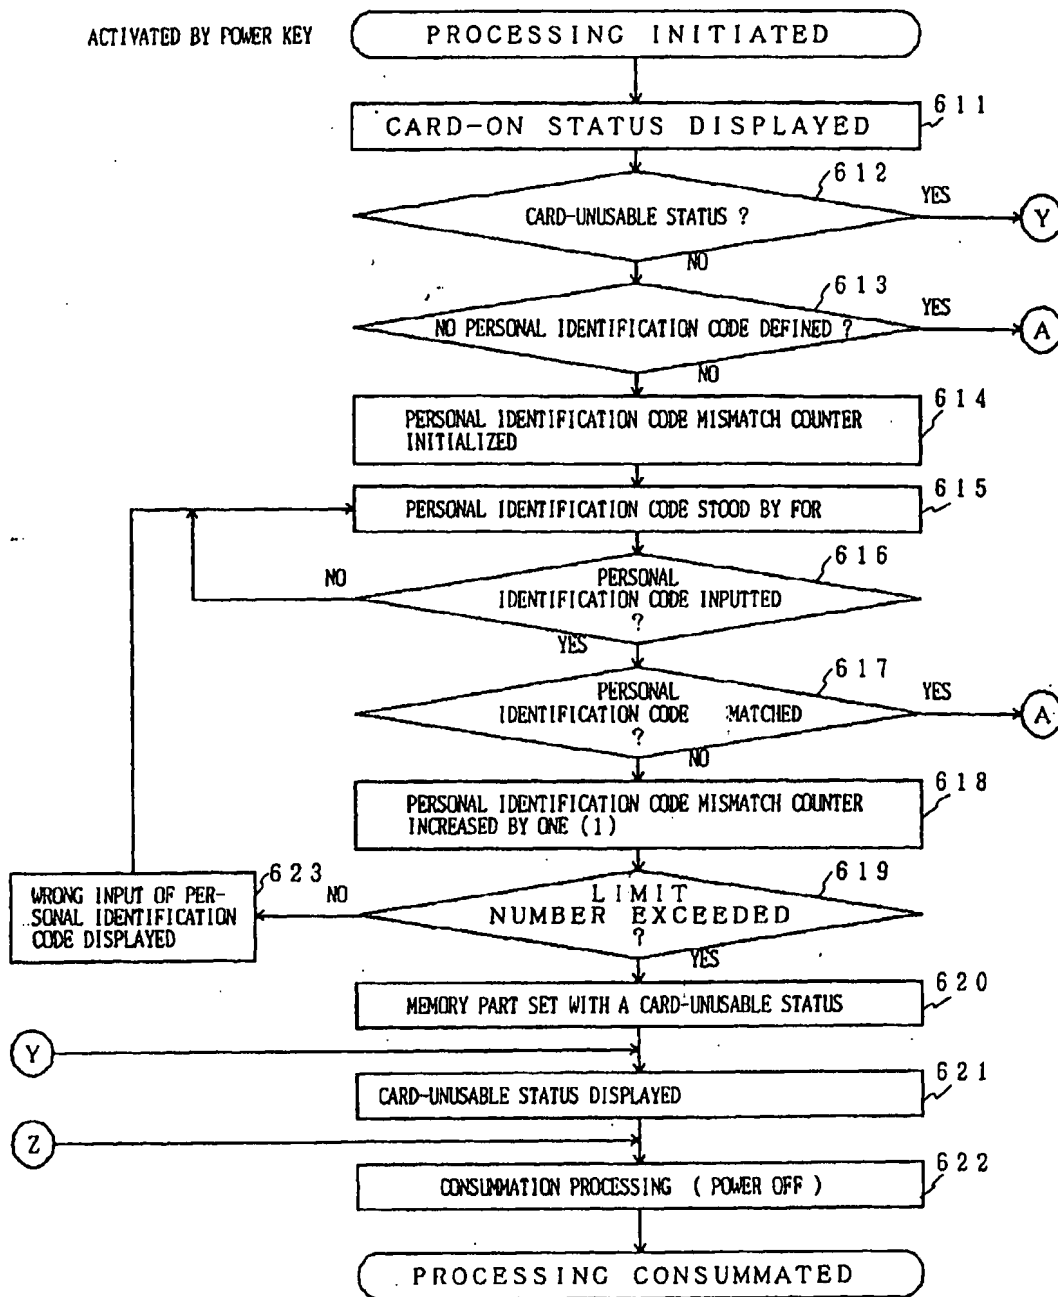 ACTIVATED BY POWER KEY
PROCESSING INITIATED
611
CARD-ON STATUS DISPLAYED
612
CARD-UNUSABLE STATUS ?
YES
Y
NO
613
NO PERSONAL IDENTIFICATION CODE DEFINED ?
YES
A
NO
614
PERSONAL IDENTIFICATION CODE MISMATCH COUNTER
INITIALIZED
615
PERSONAL IDENTIFICATION CODE STOOD BY FOR
616
PERSONAL
IDENTIFICATION CODE INPUTTED
?
NO
YES
617
PERSONAL
IDENTIFICATION CODE MATCHED
?
YES
A
NO
618
PERSONAL IDENTIFICATION CODE MISMATCH COUNTER
INCREASED BY ONE (1)
619
LIMIT
NUMBER EXCEEDED
?
NO
623
WRONG INPUT OF PER-
SONAL IDENTIFICATION
CODE DISPLAYED
YES
620
MEMORY PART SET WITH A CARD-UNUSABLE STATUS
Y
621
CARD-UNUSABLE STATUS DISPLAYED
Z
622
CONSUMMATION PROCESSING ( POWER OFF )
PROCESSING CONSUMMATED